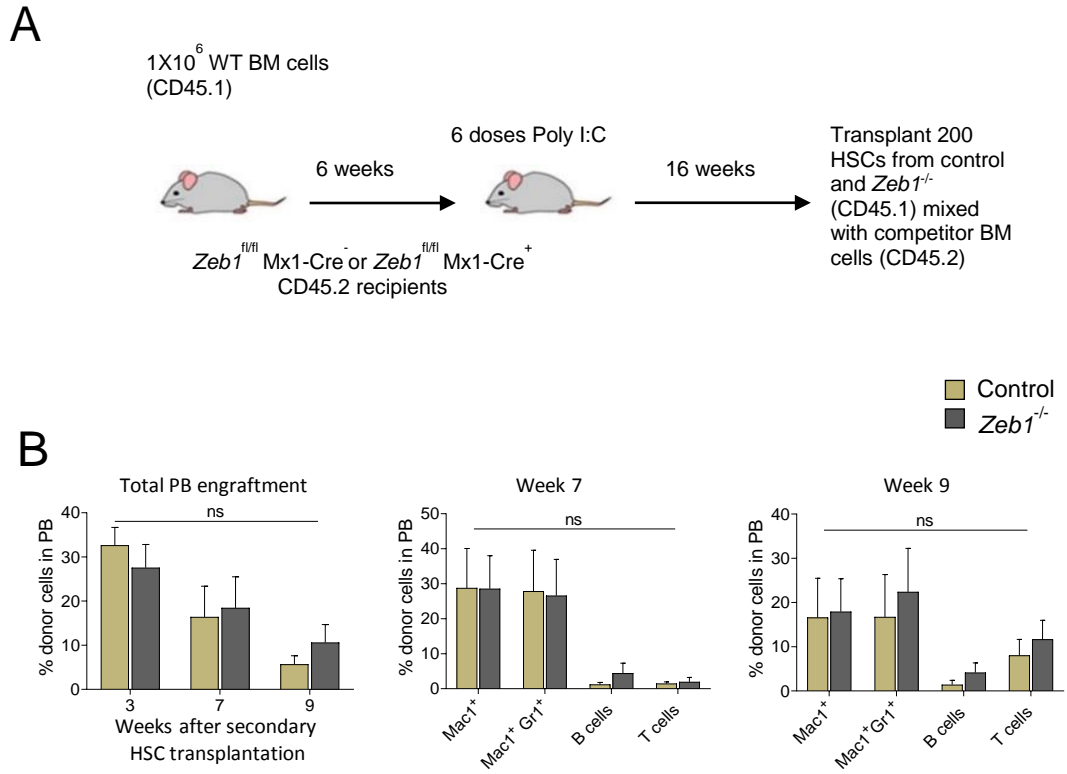 A
1X10^6 WT BM cells
(CD45.1)
6 weeks
6 doses Poly I:C
16 weeks
Transplant 200
HSCs from control
and Zeb1^-/-
(CD45.1) mixed
with competitor BM
cells (CD45.2)
Zeb1^fl/fl Mx1-Cre^- or Zeb1^fl/fl Mx1-Cre^+
CD45.2 recipients
Control
Zeb1^-/-
B
Total PB engraftment
ns
% donor cells in PB
40
30
20
10
0
3
7
9
Weeks after secondary
HSC transplantation
Week 7
ns
% donor cells in PB
50
40
30
20
10
0
Mac1^+
Mac1^+ Gr1^+
B cells
T cells
Week 9
ns
% donor cells in PB
40
30
20
10
0
Mac1^+
Mac1^+Gr1^+
B cells
T cells